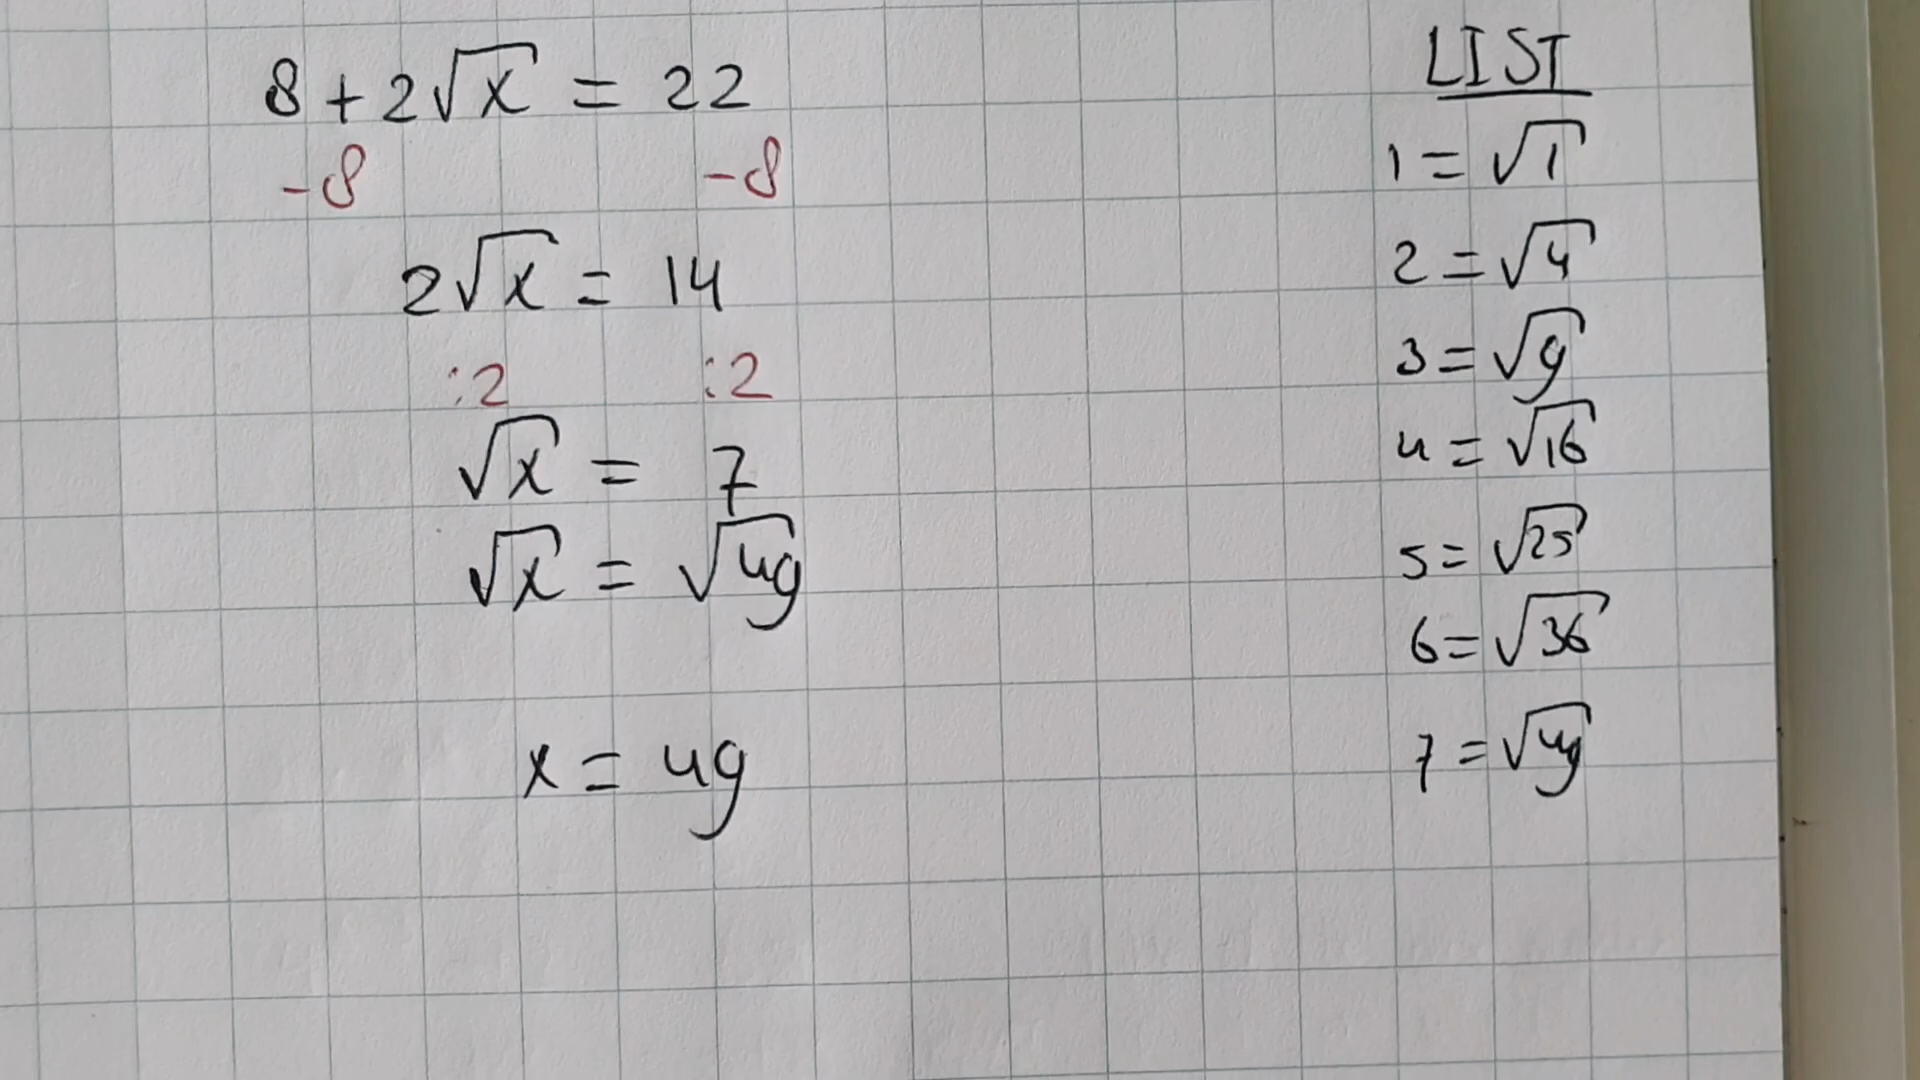 8 + 2√x = 22
-8 -8
2√x = 14
:2 :2
√x = 7
√x = √49
x = 49
LIST
1 = √1
2 = √4
3 = √9
4 = √16
5 = √25
6 = √36
7 = √49